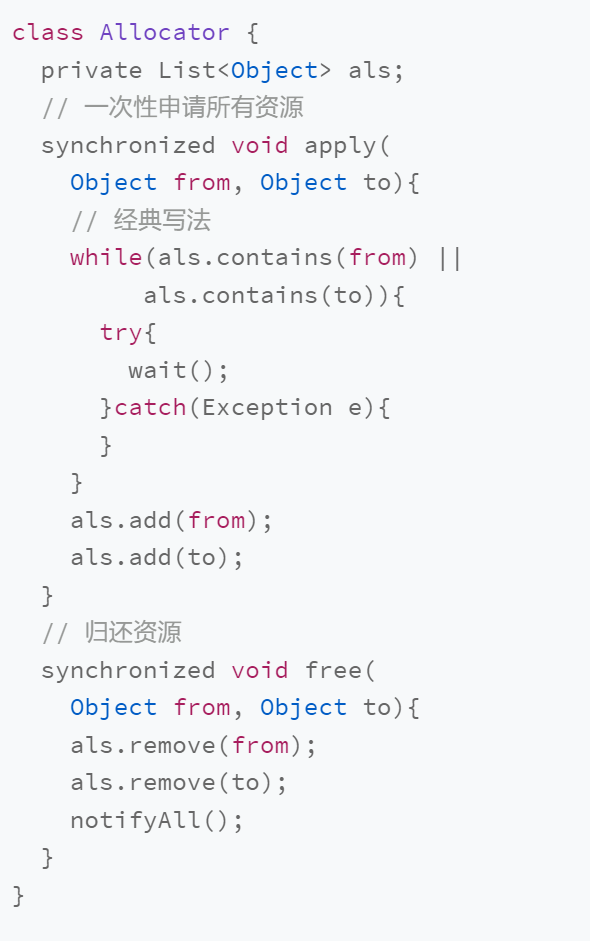 class Allocator {
  private List<Object> als;
  // 一次性申请所有资源
  synchronized void apply(
    Object from, Object to){
    // 经典写法
    while(als.contains(from) ||
         als.contains(to)){
      try{
        wait();
      }catch(Exception e){
      }
    }
    als.add(from);
    als.add(to);
  }
  // 归还资源
  synchronized void free(
    Object from, Object to){
    als.remove(from);
    als.remove(to);
    notifyAll();
  }
}